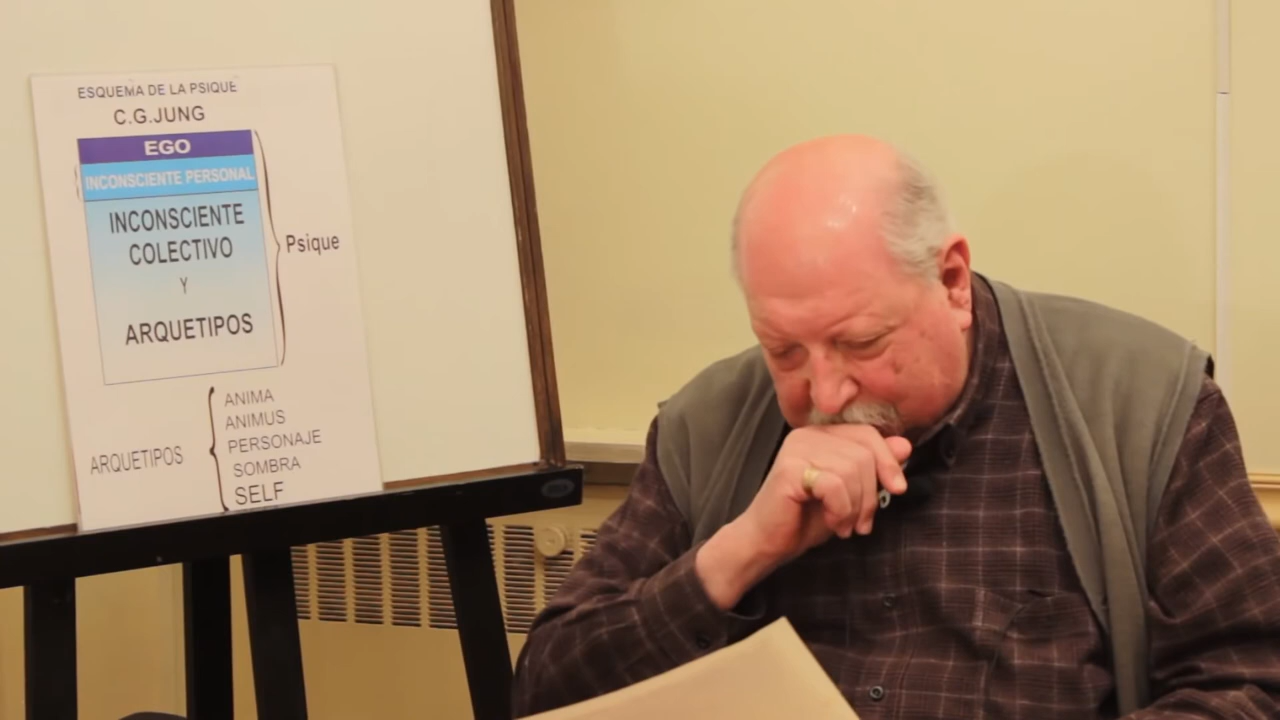 ESQUEMA DE LA PSIQUE
C.G.JUNG
EGO
INCONSCIENTE PERSONAL
INCONSCIENTE
COLECTIVO
Y
ARQUETIPOS
Psique
ARQUETIPOS
ANIMA
ANIMUS
PERSONAJE
SOMBRA
SELF